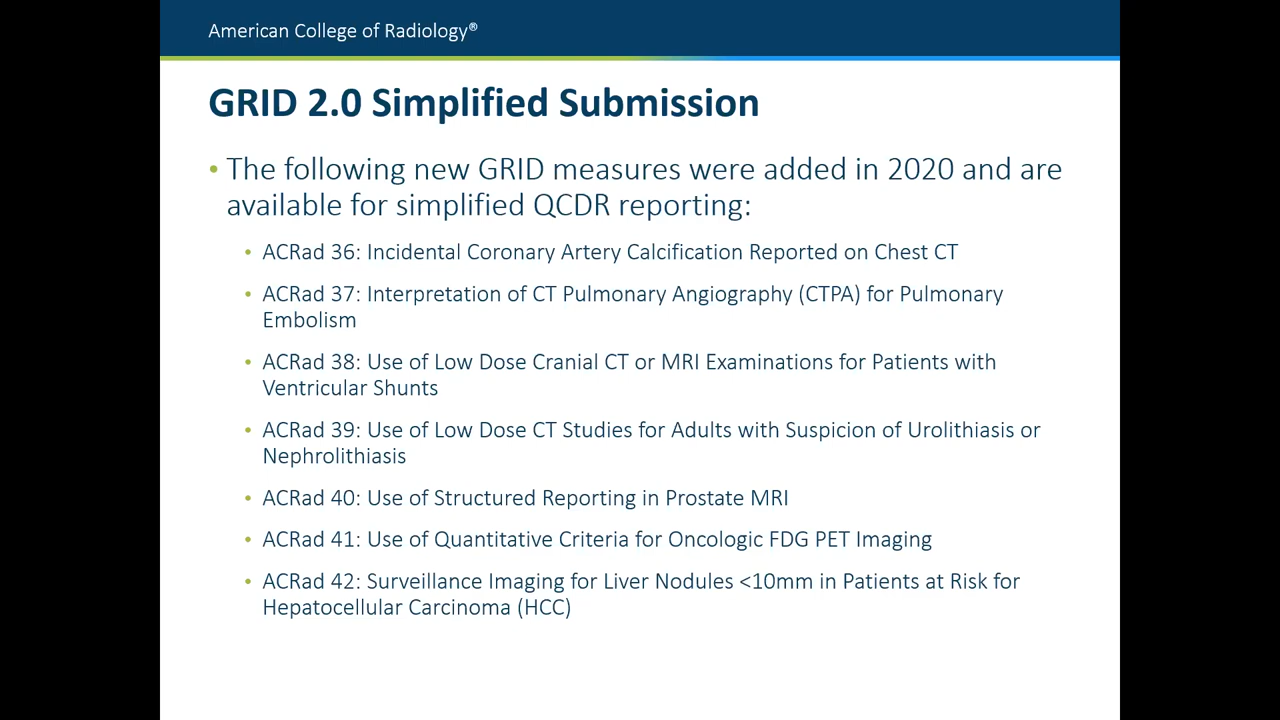 American College of Radiology®
GRID 2.0 Simplified Submission
• The following new GRID measures were added in 2020 and are
available for simplified QCDR reporting:
• ACRad 36: Incidental Coronary Artery Calcification Reported on Chest CT
• ACRad 37: Interpretation of CT Pulmonary Angiography (CTPA) for Pulmonary
Embolism
• ACRad 38: Use of Low Dose Cranial CT or MRI Examinations for Patients with
Ventricular Shunts
• ACRad 39: Use of Low Dose CT Studies for Adults with Suspicion of Urolithiasis or
Nephrolithiasis
• ACRad 40: Use of Structured Reporting in Prostate MRI
• ACRad 41: Use of Quantitative Criteria for Oncologic FDG PET Imaging
• ACRad 42: Surveillance Imaging for Liver Nodules <10mm in Patients at Risk for
Hepatocellular Carcinoma (HCC)